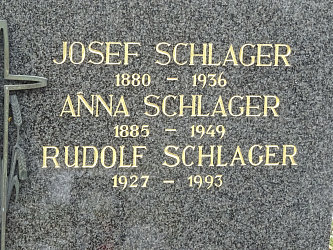 JOSEF SCHLAGER
1880 – 1936
ANNA SCHLAGER
1885 – 1949
RUDOLF SCHLAGER
1927 – 1993